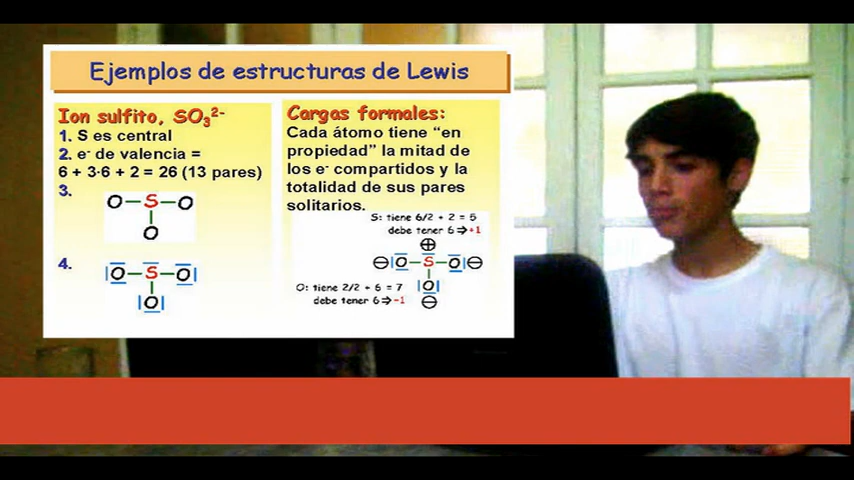 Ejemplos de estructuras de Lewis
Ion sulfito, SO₃²⁻
1. S es central
2. e⁻ de valencia =
6 + 3·6 + 2 = 26 (13 pares)
3.
O S O
O
4.
O S O
O
Cargas formales:
Cada átomo tiene “en
propiedad” la mitad de
los e⁻ compartidos y la
totalidad de sus pares
solitarios.
S: tiene 6/2 + 2 = 5
debe tener 6 ⇒ +1
⊕
⊖ O S O ⊖
O
O: tiene 2/2 + 6 = 7
debe tener 6 ⇒ −1
⊖